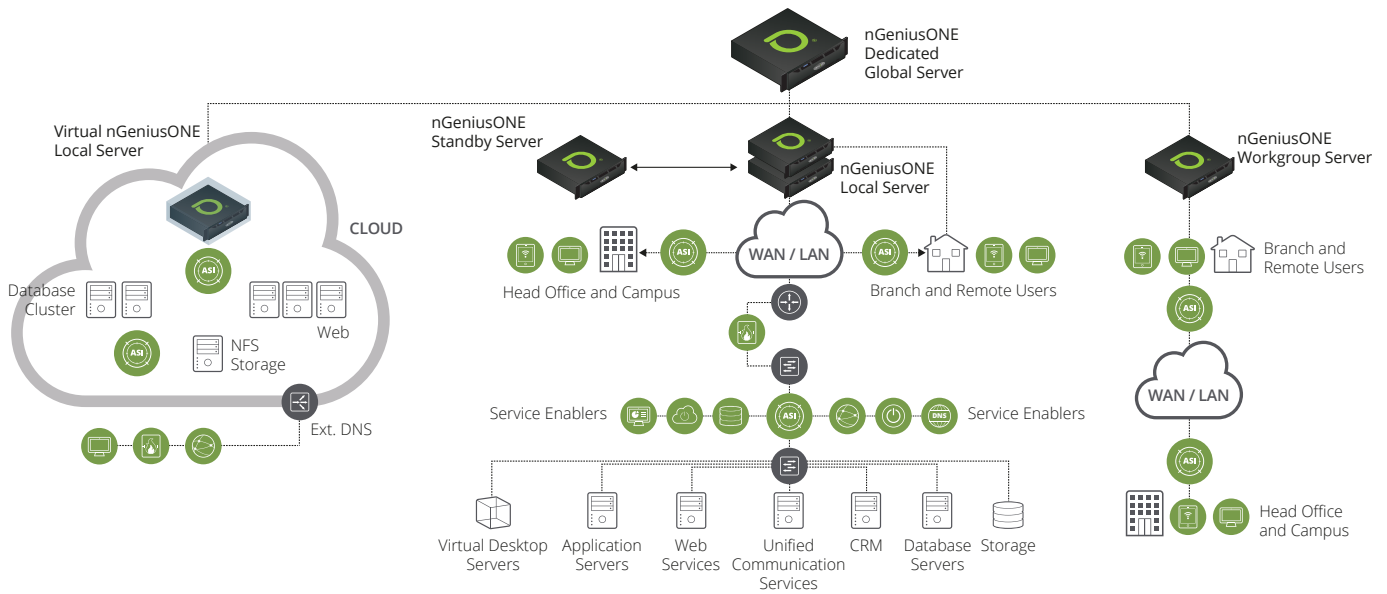 nGeniusONE
Dedicated
Global Server
Virtual nGeniusONE
Local Server
nGeniusONE
Standby Server
nGeniusONE
Local Server
nGeniusONE
Workgroup Server
CLOUD
ASI
Database
Cluster
Web
ASI
NFS
Storage
Ext. DNS
ASI
WAN / LAN
ASI
Head Office and Campus
Branch and Remote Users
Service Enablers
ASI
DNS
Service Enablers
Virtual Desktop
Servers
Application
Servers
Web
Services
Unified
Communication
Services
CRM
Database
Servers
Storage
Branch and
Remote Users
ASI
WAN / LAN
ASI
Head Office
and Campus